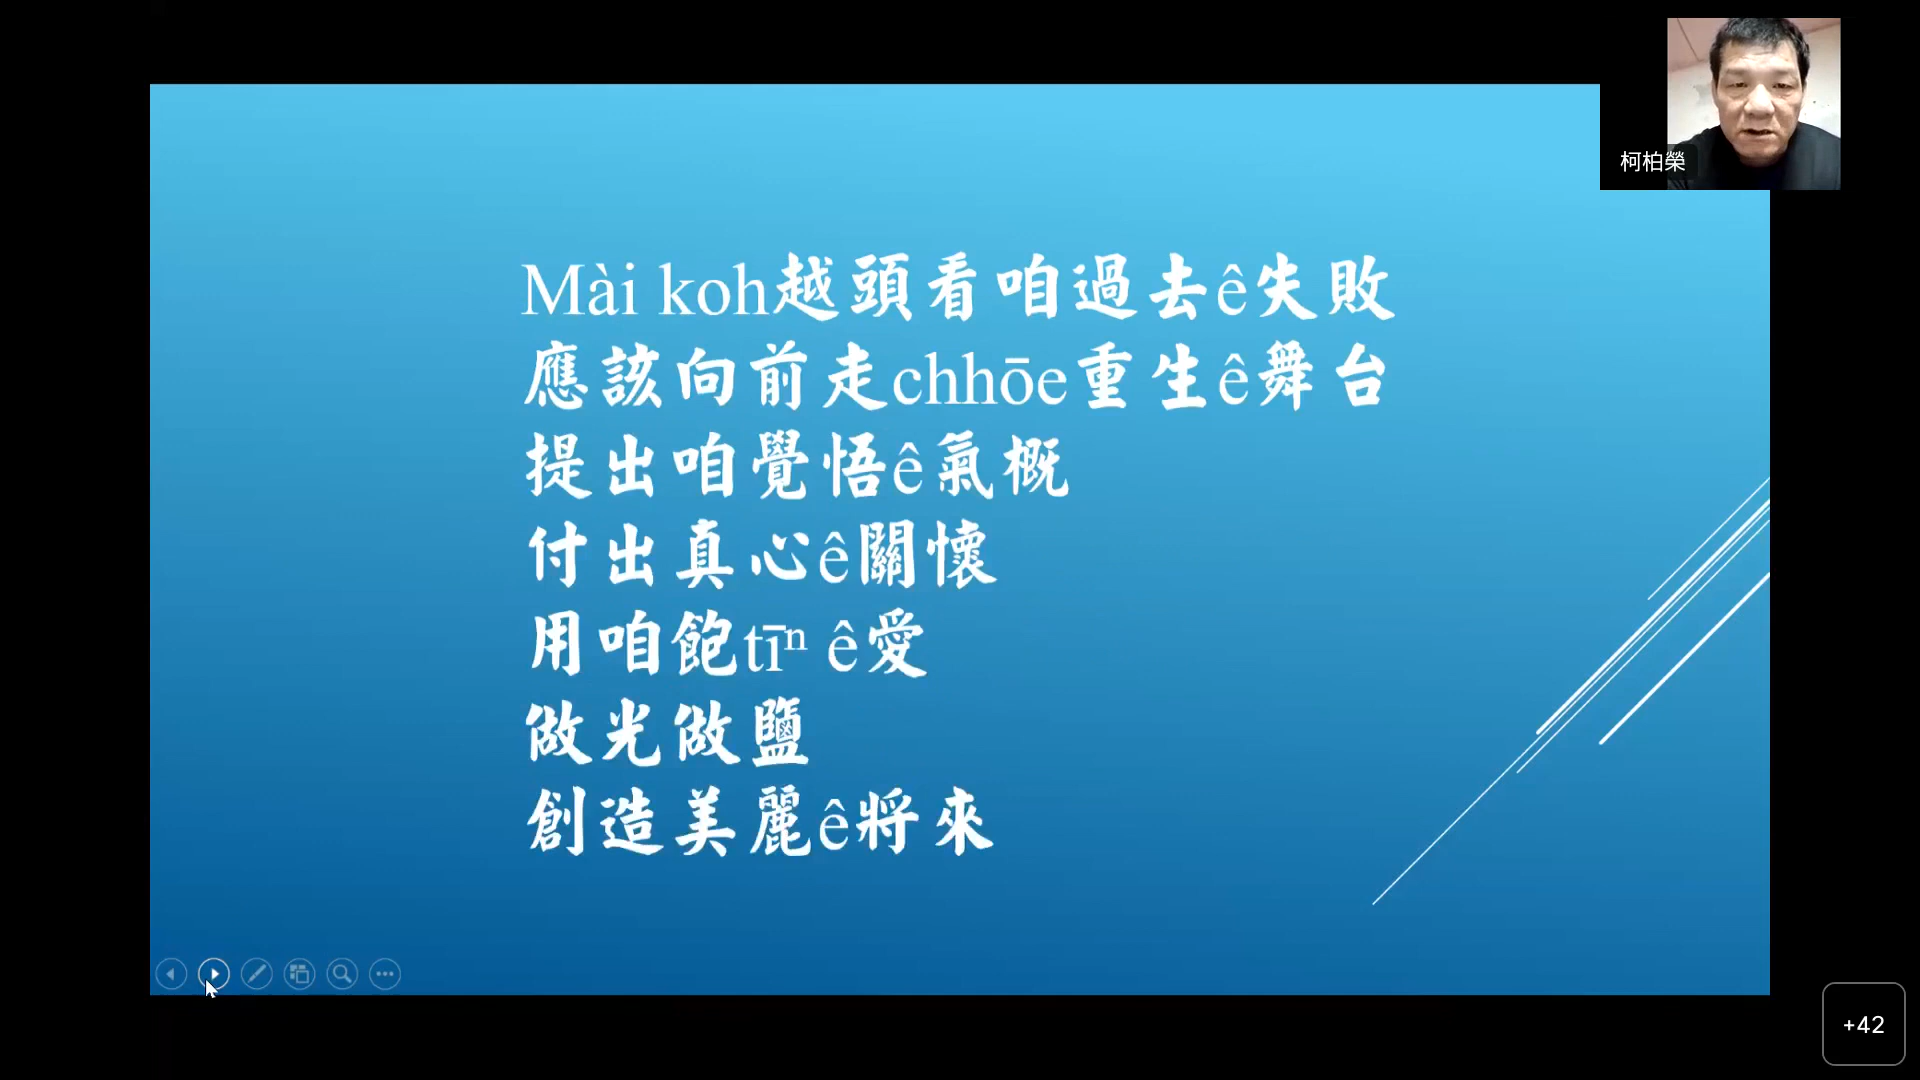 柯柏榮
Mài koh越頭看咱過去ê失敗
應該向前走chhōe重生ê舞台
提出咱覺悟ê氣概
付出真心ê關懷
用咱飽tīⁿ ê愛
做光做鹽
創造美麗ê將來
+42